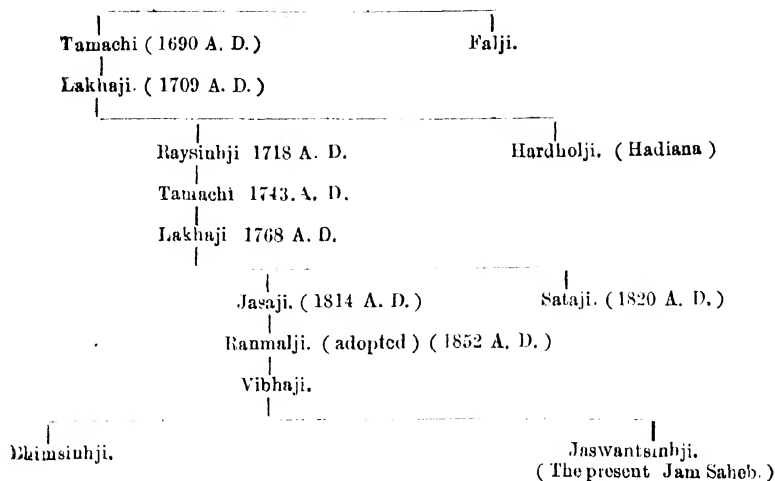 Tamachi ( 1690 A. D.) Falji.
Lakhaji. ( 1709 A. D. )
Raysinhji 1718 A. D. Hardholji. ( Hadiana )
Tamachi 1743. A. D.
Lakhaji 1768 A. D.
Jasaji. ( 1814 A. D. ) Sataji. ( 1820 A. D. )
Ranmalji. ( adopted ) ( 1852 A. D. )
Vibhaji.
Bhimsinhji. Jaswantsinhji.
( The present Jam Saheb. )